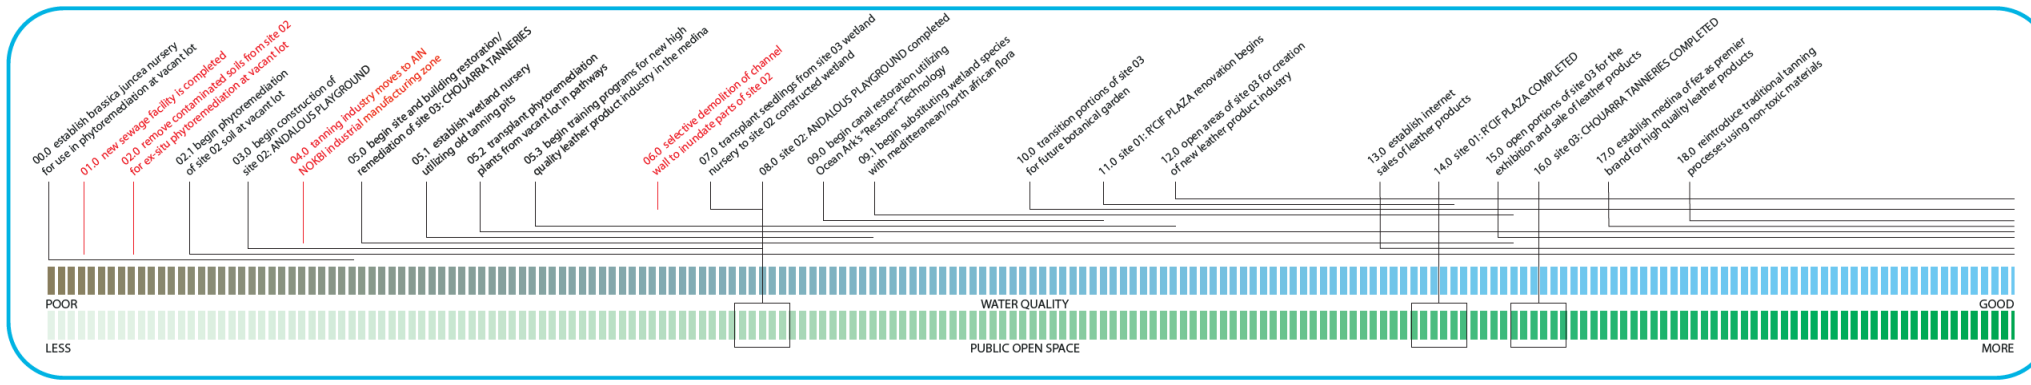 00.0 establish brassica juncea nursery
for use in phytoremediation at vacant lot
01.0 new sewage facility is completed
02.0 remove contaminated soils from site 02
for ex-situ phytoremediation at vacant lot
02.1 begin phytoremediation
of site 02 soil at vacant lot
03.0 begin construction of
site 02: ANDALOUS PLAYGROUND
04.0 tanning industry moves to AIN
NOKBI industrial manufacturing zone
05.0 begin site and building restoration/
remediation of site 03: CHOUARRA TANNERIES
05.1 establish wetland nursery
utilizing old tanning pits
05.2 transplant phytoremediation
plants from vacant lot in pathways
05.3 begin training programs for new high
quality leather product industry in the medina
06.0 selective demolition of channel
wall to inundate parts of site 02
07.0 transplant seedlings from site 03 wetland
nursery to site 02 constructed wetland
08.0 site 02: ANDALOUS PLAYGROUND completed
09.0 begin canal restoration utilizing
Ocean Ark's "Restorer" Technology
09.1 begin substituting wetland species
with mediteranean/north african flora
10.0 transition portions of site 03
for future botanical garden
11.0 site 01: R'CIF PLAZA renovation begins
12.0 open areas of site 03 for creation
of new leather product industry
13.0 establish internet
sales of leather products
14.0 site 01: R'CIF PLAZA COMPLETED
15.0 open portions of site 03 for the
exhibition and sale of leather products
16.0 site 03: CHOUARRA TANNERIES COMPLETED
17.0 establish medina of fez as premier
brand for high quality leather products
18.0 reintroduce traditional tanning
processes using non-toxic materials
POOR
WATER QUALITY
GOOD
LESS
PUBLIC OPEN SPACE
MORE